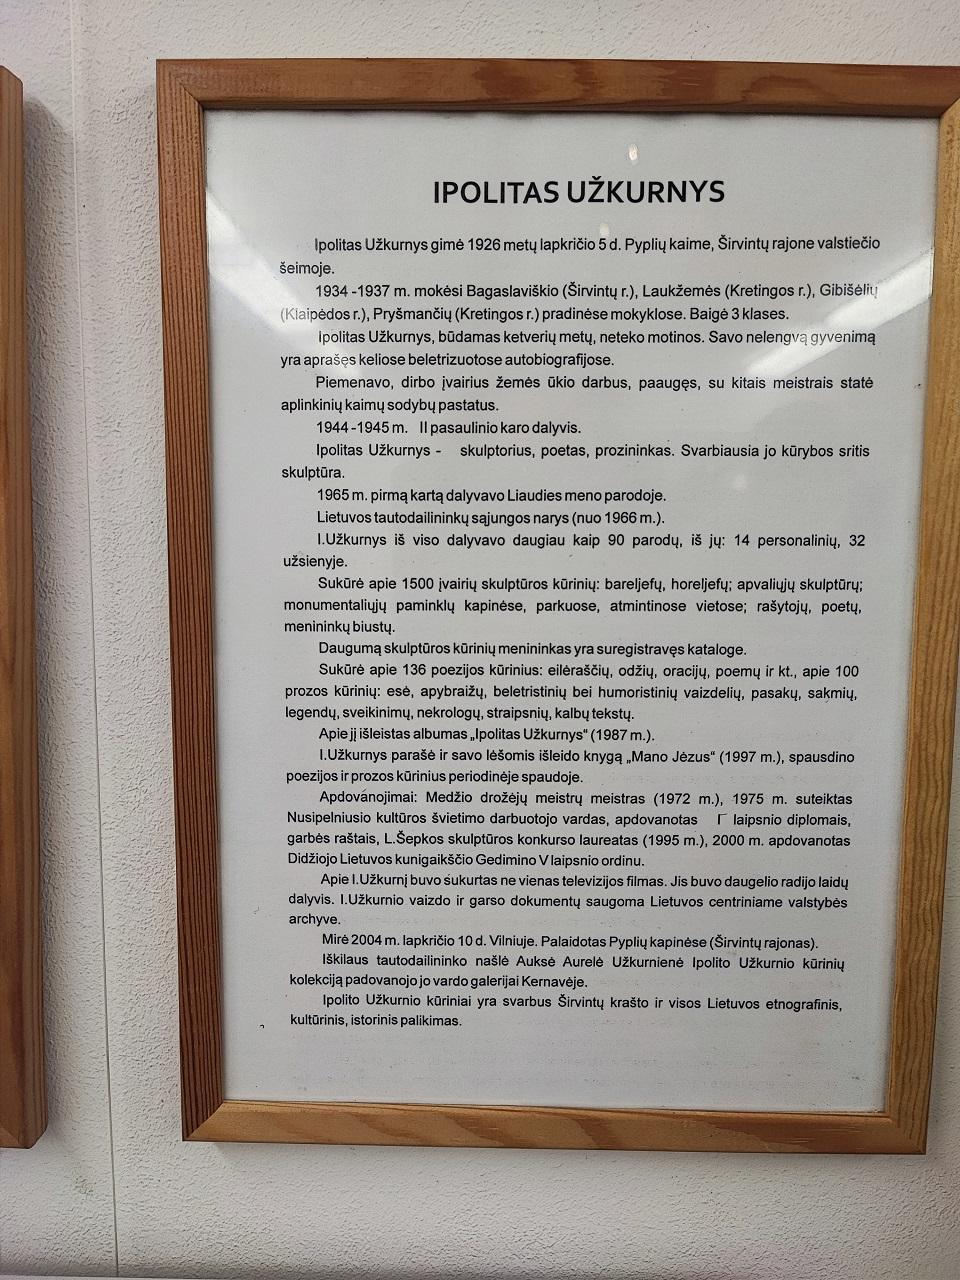 IPOLITAS UŽKURNYS
Ipolitas Užkurnys gimė 1926 metų lapkričio 5 d. Pyplių kaime, Širvintų rajone valstiečio
šeimoje.
1934 -1937 m. mokėsi Bagaslaviškio (Širvintų r.), Laukžemės (Kretingos r.), Gibišėlių
(Klaipėdos r.), Pryšmančių (Kretingos r.) pradinėse mokyklose. Baigė 3 klases.
Ipolitas Užkurnys, būdamas ketverių metų, neteko motinos. Savo nelengvą gyvenimą
yra aprašęs keliose beletrizuotose autobiografijose.
Piemenavo, dirbo įvairius žemės ūkio darbus, paaugęs, su kitais meistrais statė
aplinkinių kaimų sodybų pastatus.
1944 -1945 m. II pasaulinio karo dalyvis.
Ipolitas Užkurnys - skulptorius, poetas, prozininkas. Svarbiausia jo kūrybos sritis
skulptūra.
1965 m. pirmą kartą dalyvavo Liaudies meno parodoje.
Lietuvos tautodailininkų sąjungos narys (nuo 1966 m.).
I.Užkurnys iš viso dalyvavo daugiau kaip 90 parodų, iš jų: 14 personalinių, 32
užsienyje.
Sukūrė apie 1500 įvairių skulptūros kūrinių: bareljefų, horeljefų; apvaliųjų skulptūrų;
monumentaliųjų paminklų kapinėse, parkuose, atmintinose vietose; rašytojų, poetų,
menininkų biustų.
Daugumą skulptūros kūrinių menininkas yra suregistravęs kataloge.
Sukūrė apie 136 poezijos kūrinius: eilėraščių, odžių, oracijų, poemų ir kt., apie 100
prozos kūrinių: esė, apybraižų, beletristinių bei humoristinių vaizdelių, pasakų, sakmių,
legendų, sveikinimų, nekrologų, straipsnių, kalbų tekstų.
Apie jį išleistas albumas „Ipolitas Užkurnys“ (1987 m.).
I.Užkurnys parašė ir savo lėšomis išleido knygą „Mano Jėzus“ (1997 m.), spausdino
poezijos ir prozos kūrinius periodinėje spaudoje.
Apdovanojimai: Medžio drožėjų meistrų meistras (1972 m.), 1975 m. suteiktas
Nusipelniusio kultūros švietimo darbuotojo vardas, apdovanotas I laipsnio diplomais,
garbės raštais, L.Šepkos skulptūros konkurso laureatas (1995 m.), 2000 m. apdovanotas
Didžiojo Lietuvos kunigaikščio Gedimino V laipsnio ordinu.
Apie I.Užkurnį buvo sukurtas ne vienas televizijos filmas. Jis buvo daugelio radijo laidų
dalyvis. I.Užkurnio vaizdo ir garso dokumentų saugoma Lietuvos centriniame valstybės
archyve.
Mirė 2004 m. lapkričio 10 d. Vilniuje. Palaidotas Pyplių kapinėse (Širvintų rajonas).
Iškilaus tautodailininko našlė Auksė Aurelė Užkurnienė Ipolito Užkurnio kūrinių
kolekciją padovanojo jo vardo galerijai Kernavėje.
Ipolito Užkurnio kūriniai yra svarbus Širvintų krašto ir visos Lietuvos etnografinis,
kultūrinis, istorinis palikimas.